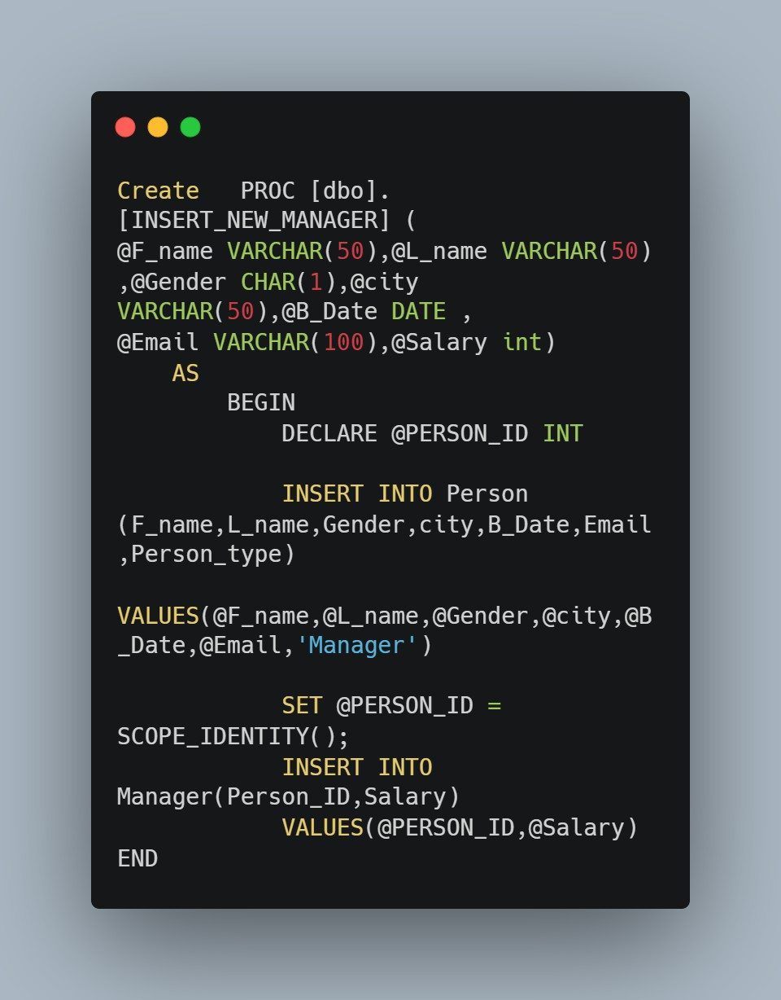 Create   PROC [dbo].
[INSERT_NEW_MANAGER] (
@F_name VARCHAR(50),@L_name VARCHAR(50)
,@Gender CHAR(1),@city
VARCHAR(50),@B_Date DATE ,
@Email VARCHAR(100),@Salary int)
    AS
        BEGIN
            DECLARE @PERSON_ID INT

            INSERT INTO Person
(F_name,L_name,Gender,city,B_Date,Email
,Person_type)

VALUES(@F_name,@L_name,@Gender,@city,@B
_Date,@Email,'Manager')

            SET @PERSON_ID =
SCOPE_IDENTITY();
            INSERT INTO
Manager(Person_ID,Salary)
            VALUES(@PERSON_ID,@Salary)
END